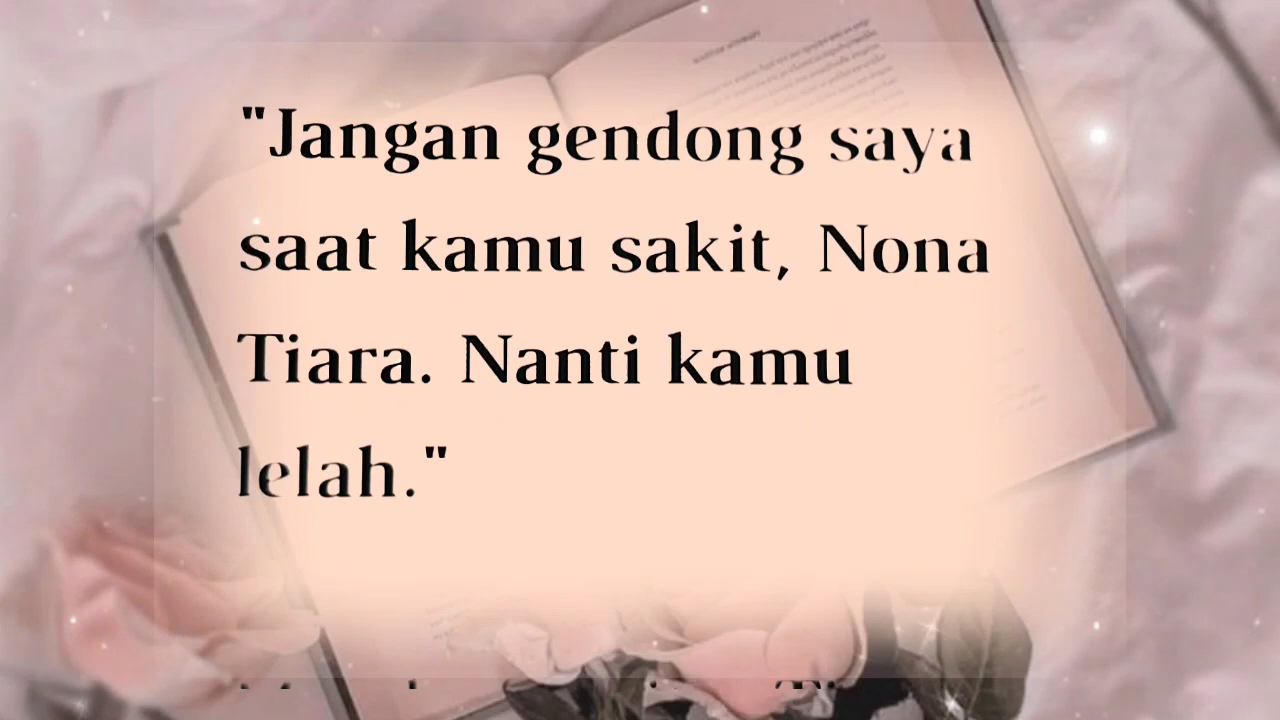 "Jangan gendong saya
saat kamu sakit, Nona
Tiara. Nanti kamu
lelah."